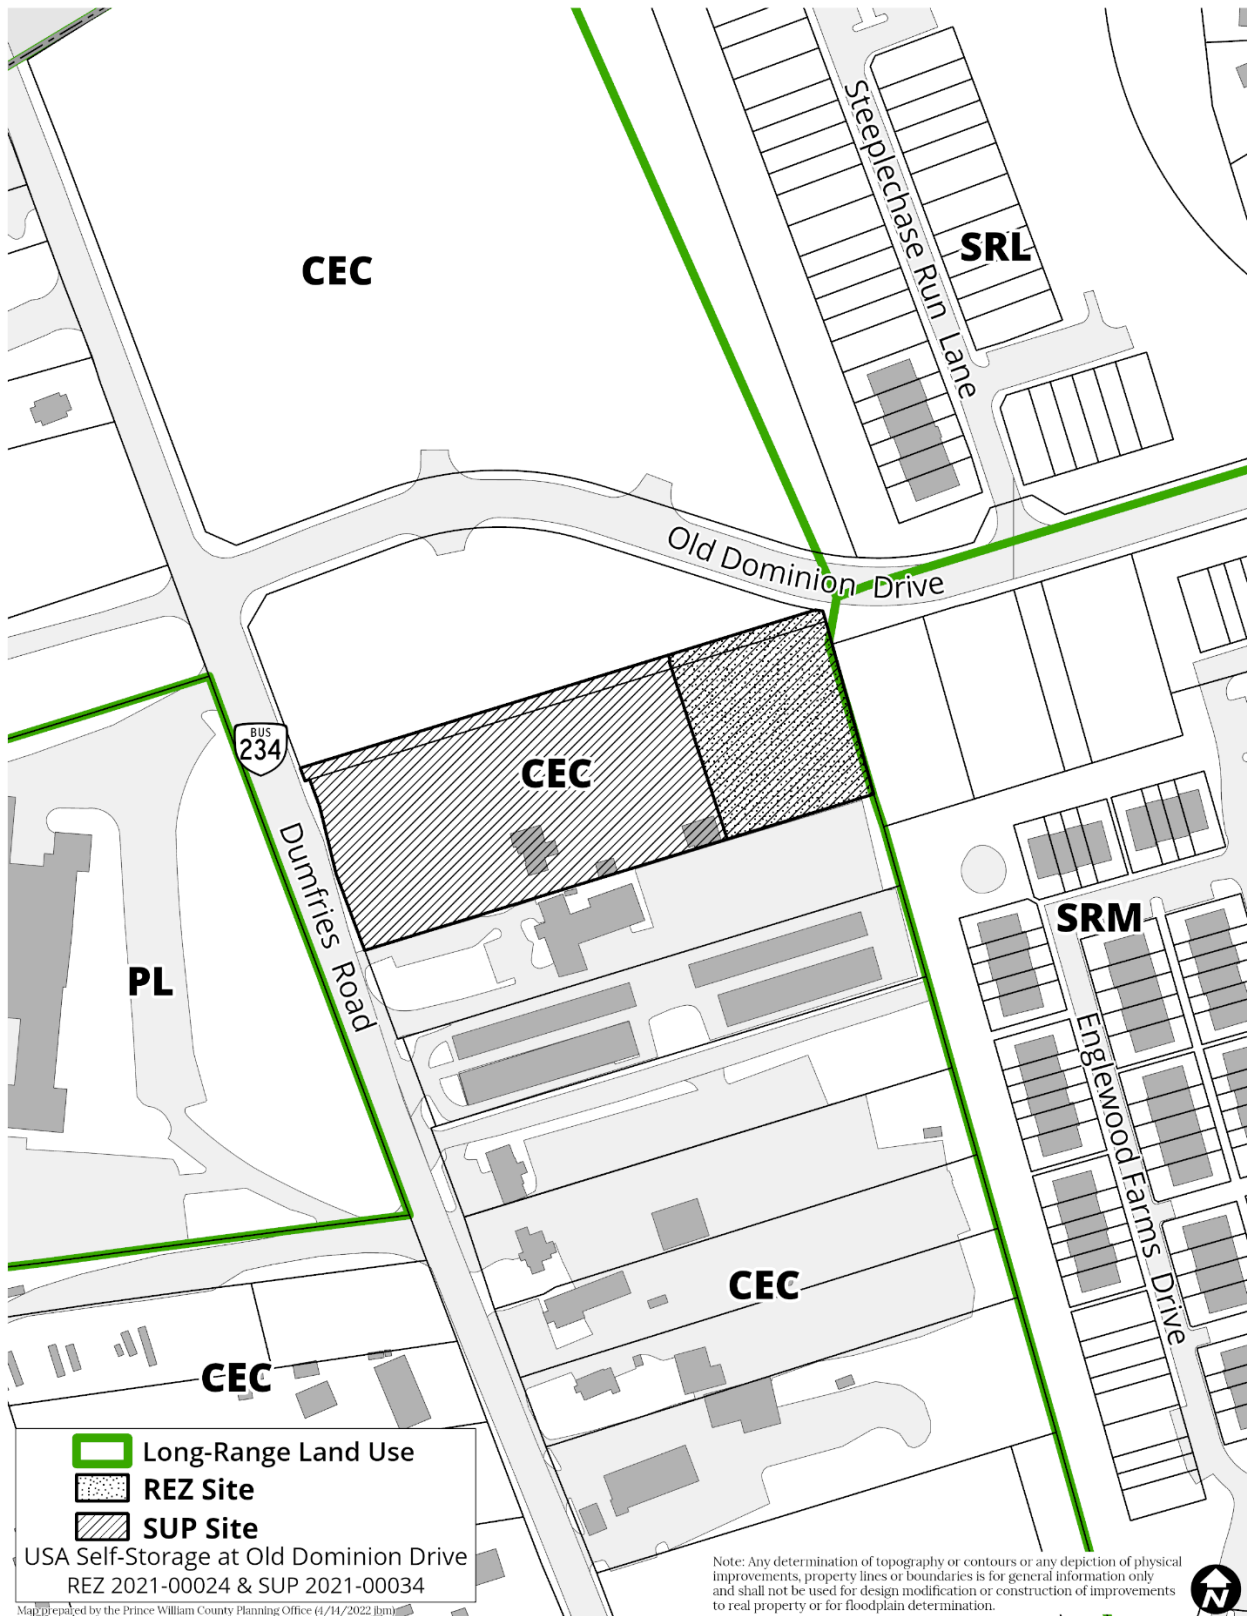 Steeplechase Run Lane
SRL
CEC
Old Dominion Drive
BUS
234
CEC
Dumfries Road
PL
SRM
Englewood Farms Drive
CEC
CEC
Long-Range Land Use
REZ Site
SUP Site
USA Self-Storage at Old Dominion Drive
REZ 2021-00024 & SUP 2021-00034
Map prepared by the Prince William County Planning Office (4/14/2022 jbm)
Note: Any determination of topography or contours or any depiction of physical
improvements, property lines or boundaries is for general information only
and shall not be used for design modification or construction of improvements
to real property or for floodplain determination.
N